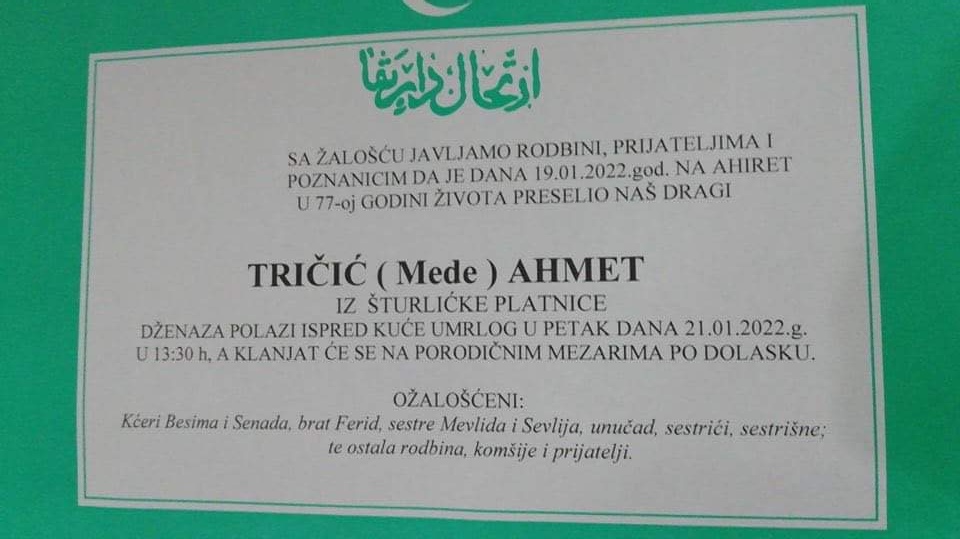 ارتحال دار بقا
SA ŽALOŠĆU JAVLJAMO RODBINI, PRIJATELJIMA I
POZNANICIM DA JE DANA 19.01.2022.god. NA AHIRET
U 77-oj GODINI ŽIVOTA PRESELIO NAŠ DRAGI
TRIČIĆ ( Mede ) AHMET
IZ ŠTURLIĆKE PLATNICE
DŽENAZA POLAZI ISPRED KUĆE UMRLOG U PETAK DANA 21.01.2022.g.
U 13:30 h, A KLANJAT ĆE SE NA PORODIČNIM MEZARIMA PO DOLASKU.
OŽALOŠĆENI:
Kćeri Besima i Senada, brat Ferid, sestre Mevlida i Sevlija, unučad, sestrići, sestrišne;
te ostala rodbina, komšije i prijatelji.